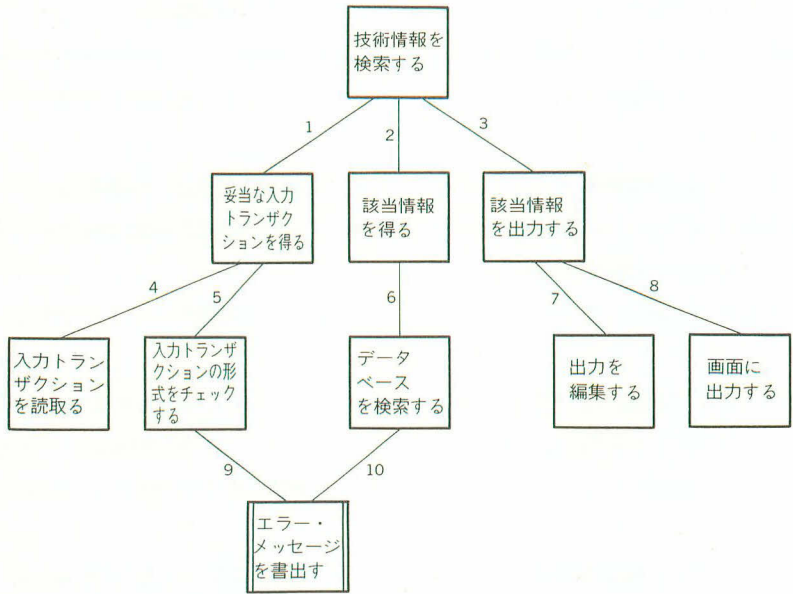 技術情報を
検索する
1
2
3
妥当な入力
トランザク
ションを得る
該当情報
を得る
該当情報
を出力する
4
5
6
7
8
入力トラン
ザクション
を読取る
入力トランザ
クションの形
式をチェック
する
データ
ベース
を検索する
出力を
編集する
画面に
出力する
9
10
エラー・
メッセージ
を書出す